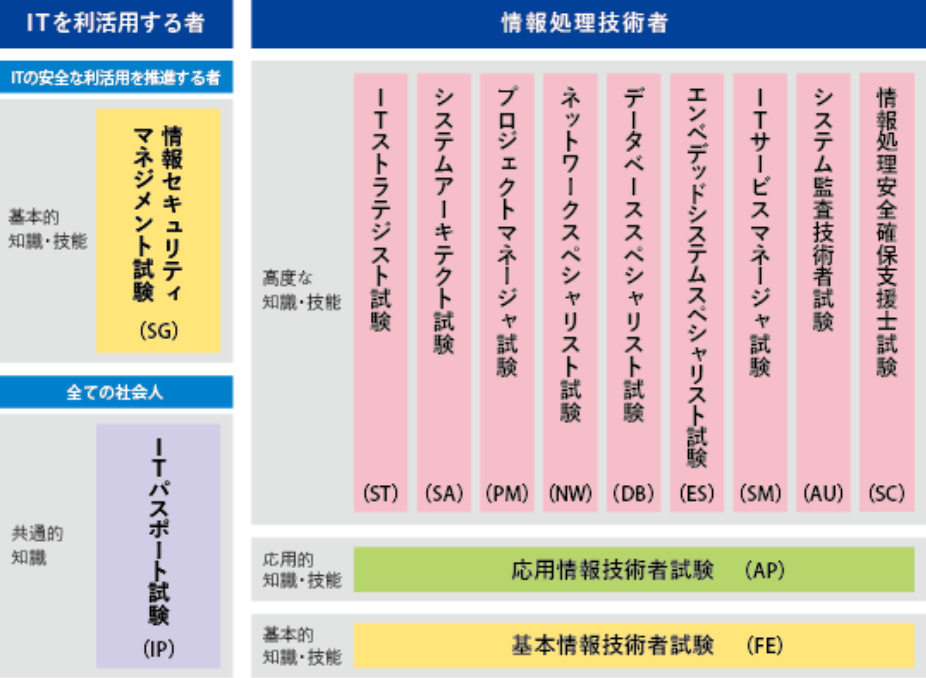 ITを利活用する者
ITの安全な利活用を推進する者
基本的
知識・技能
情報セキュリティ
マネジメント試験
(SG)
全ての社会人
共通的
知識
ITパスポート試験
(IP)
情報処理技術者
高度な
知識・技能
ITストラテジスト試験
(ST)
システムアーキテクト試験
(SA)
プロジェクトマネージャ試験
(PM)
ネットワークスペシャリスト試験
(NW)
データベーススペシャリスト試験
(DB)
エンベデッドシステムスペシャリスト試験
(ES)
ITサービスマネージャ試験
(SM)
システム監査技術者試験
(AU)
情報処理安全確保支援士試験
(SC)
応用的
知識・技能
応用情報技術者試験 (AP)
基本的
知識・技能
基本情報技術者試験 (FE)